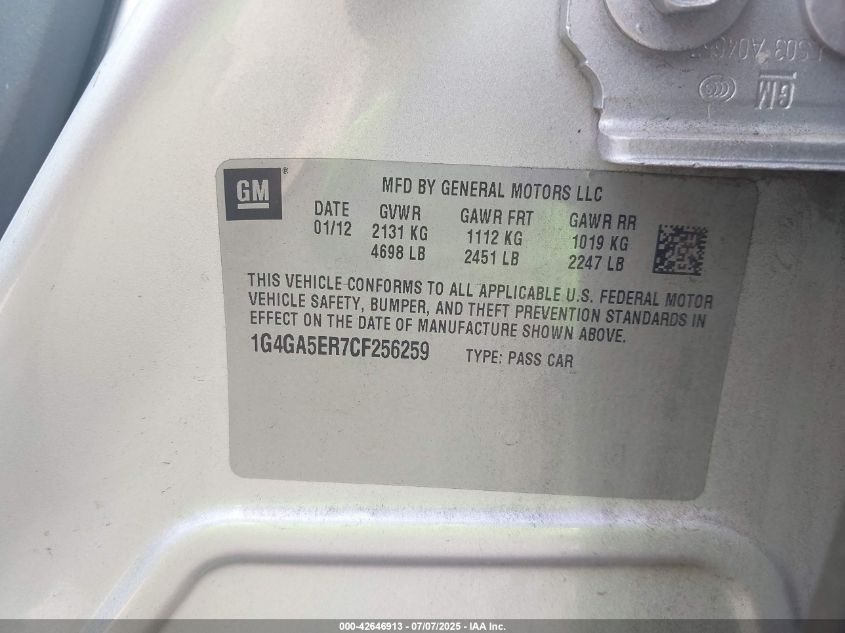 GM
GM ®
MFD BY GENERAL MOTORS LLC
DATE GVWR GAWR FRT GAWR RR
01/12 2131 KG 1112 KG 1019 KG
4698 LB 2451 LB 2247 LB
THIS VEHICLE CONFORMS TO ALL APPLICABLE U.S. FEDERAL MOTOR
VEHICLE SAFETY, BUMPER, AND THEFT PREVENTION STANDARDS IN
EFFECT ON THE DATE OF MANUFACTURE SHOWN ABOVE.
1G4GA5ER7CF256259 TYPE: PASS CAR
000-42646913 / 07/07/2025 - IAA Inc.